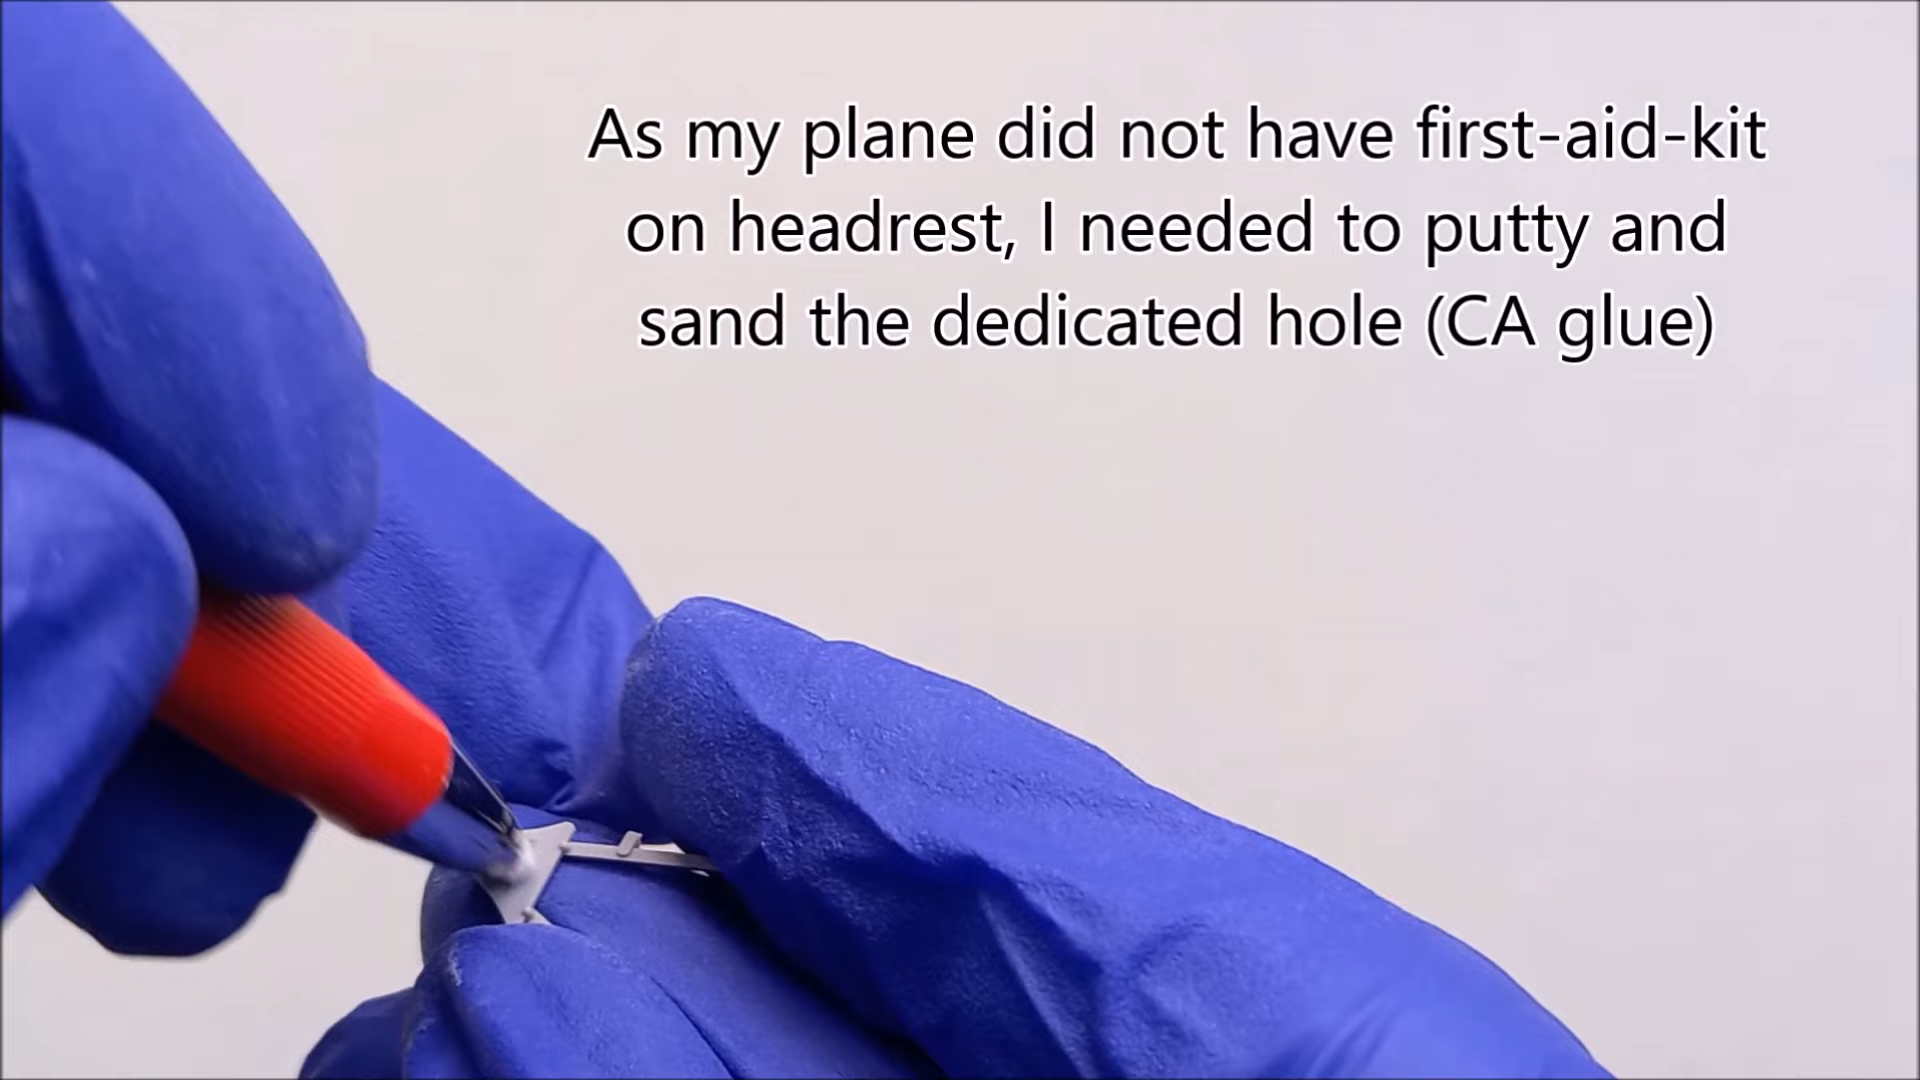 As my plane did not have first-aid-kit
on headrest, I needed to putty and
sand the dedicated hole (CA glue)